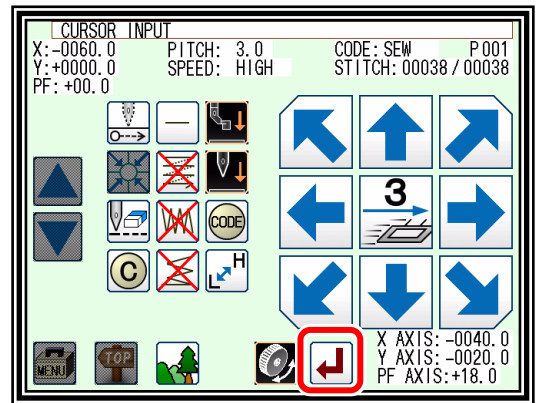 CURSOR INPUT
X:-0060.0 PITCH: 3.0 CODE:SEW P001
Y:+0000.0 SPEED: HIGH STITCH:00038/00038
PF:+00.0
3
CODE
C
L H
MENU
TOP
X AXIS:-0040.0
Y AXIS:-0020.0
PF AXIS:+18.0